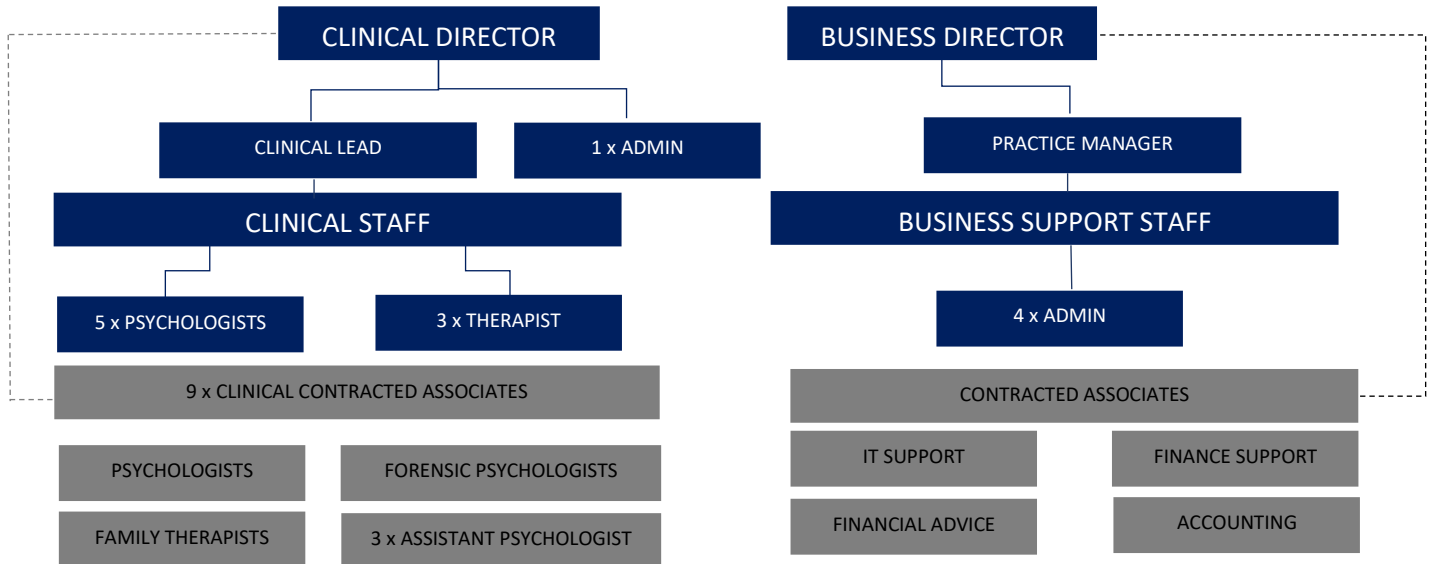 CLINICAL DIRECTOR
BUSINESS DIRECTOR
CLINICAL LEAD
1 x ADMIN
PRACTICE MANAGER
CLINICAL STAFF
BUSINESS SUPPORT STAFF
5 x PSYCHOLOGISTS
3 x THERAPIST
4 x ADMIN
9 x CLINICAL CONTRACTED ASSOCIATES
CONTRACTED ASSOCIATES
PSYCHOLOGISTS
FORENSIC PSYCHOLOGISTS
IT SUPPORT
FINANCE SUPPORT
FAMILY THERAPISTS
3 x ASSISTANT PSYCHOLOGIST
FINANCIAL ADVICE
ACCOUNTING